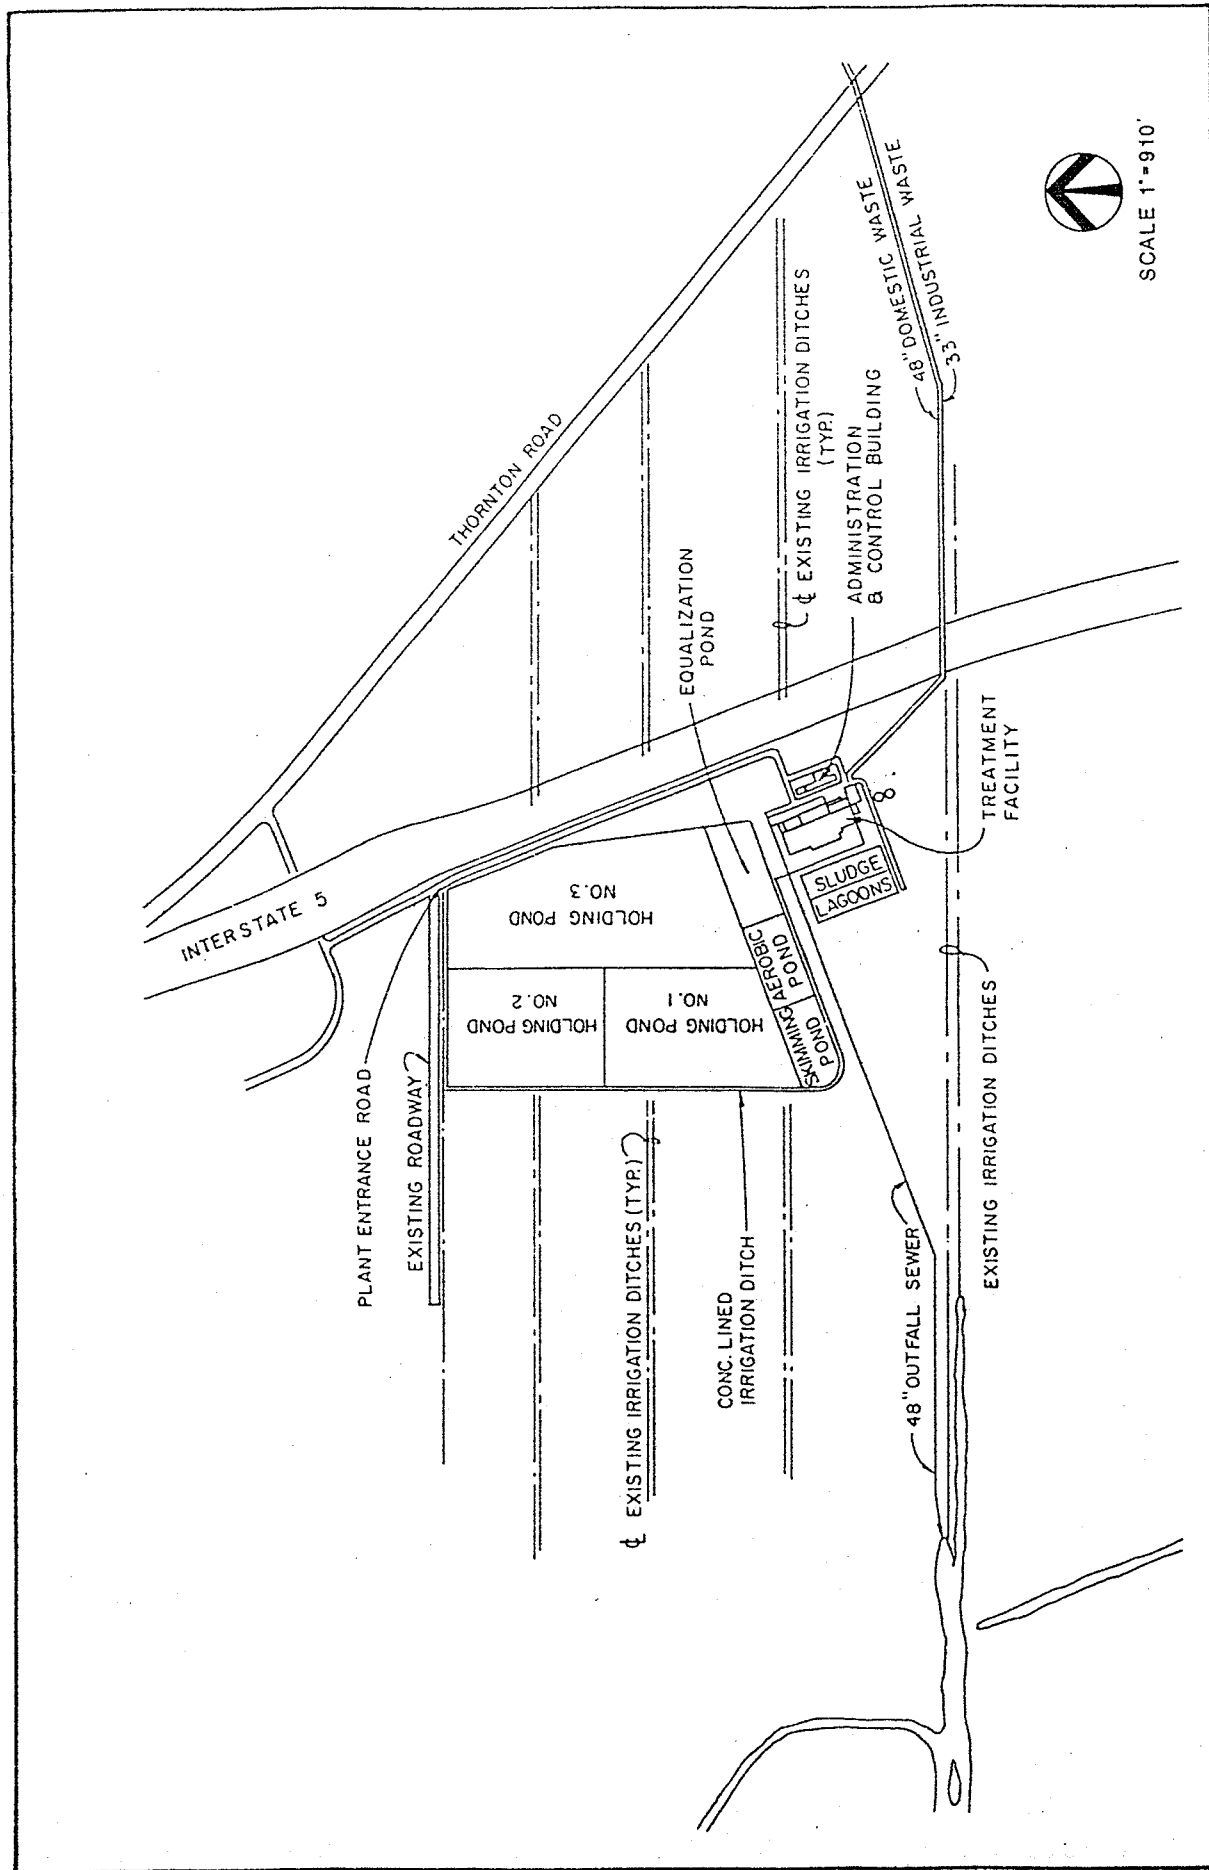 THORNTON ROAD
INTERSTATE 5
PLANT ENTRANCE ROAD
EXISTING ROADWAY
HOLDING POND
NO. 3
HOLDING POND
NO. 2
HOLDING POND
NO. 1
EQUALIZATION
POND
AEROBIC
POND
SKIMMING
POND
SLUDGE
LAGOONS
℄ EXISTING IRRIGATION DITCHES
(TYP.)
ADMINISTRATION
& CONTROL BUILDING
48" DOMESTIC WASTE
33" INDUSTRIAL WASTE
TREATMENT
FACILITY
℄ EXISTING IRRIGATION DITCHES (TYP.)
CONC. LINED
IRRIGATION DITCH
48" OUTFALL SEWER
EXISTING IRRIGATION DITCHES
SCALE 1"=910'